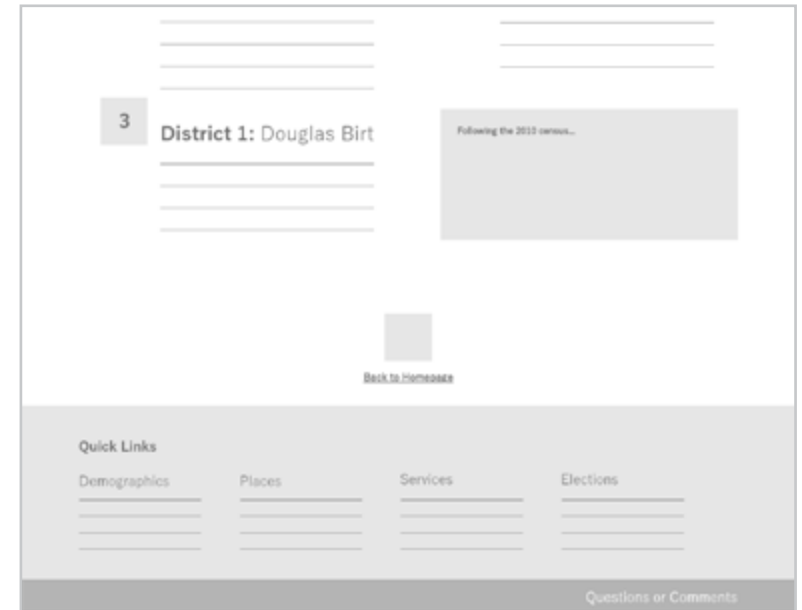 3
District 1: Douglas Birt
Following the 2010 census...
Back to Homepage
Quick Links
Demographics
Places
Services
Elections
Questions or Comments